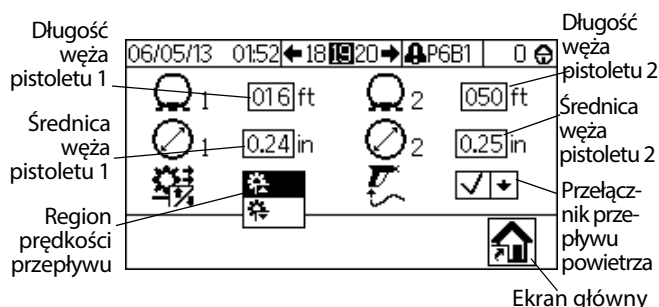 Długość
węża
pistoletu 1
Średnica
węża
pistoletu 1
Region
prędkości
przepływu
06/05/13 01:52 18 19 20 P6B1 0
1 016 ft 2 050 ft
1 0.24 in 2 0.25 in
Długość
węża
pistoletu 2
Średnica
węża
pistoletu 2
Przełącz-
nik prze-
pływu
powietrza
Ekran główny